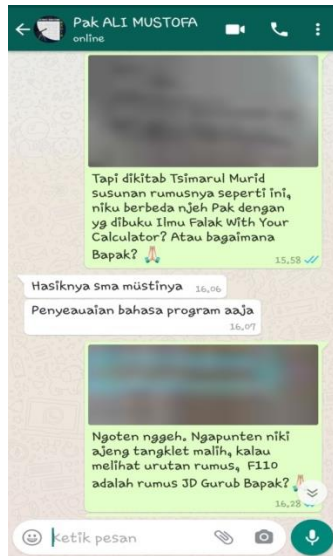 Pak ALI MUSTOFA
online
Tapi dikitab Tsimarul Murid
susunan rumusnya seperti ini,
niku berbeda njeh Pak dengan
yg dibuku Ilmu Falak With Your
Calculator? Atau bagaimana
Bapak? 🙏🏻
15.58
Hasiknya sma müstinya 16.06
Penyeauaian bahasa program aaja
16.07
Ngoten nggeh. Ngapunten niki
ajeng tangklet malih, kalau
melihat urutan rumus, F110
adalah rumus JD Gurub Bapak? 🙏🏻
16.28
Ketik pesan